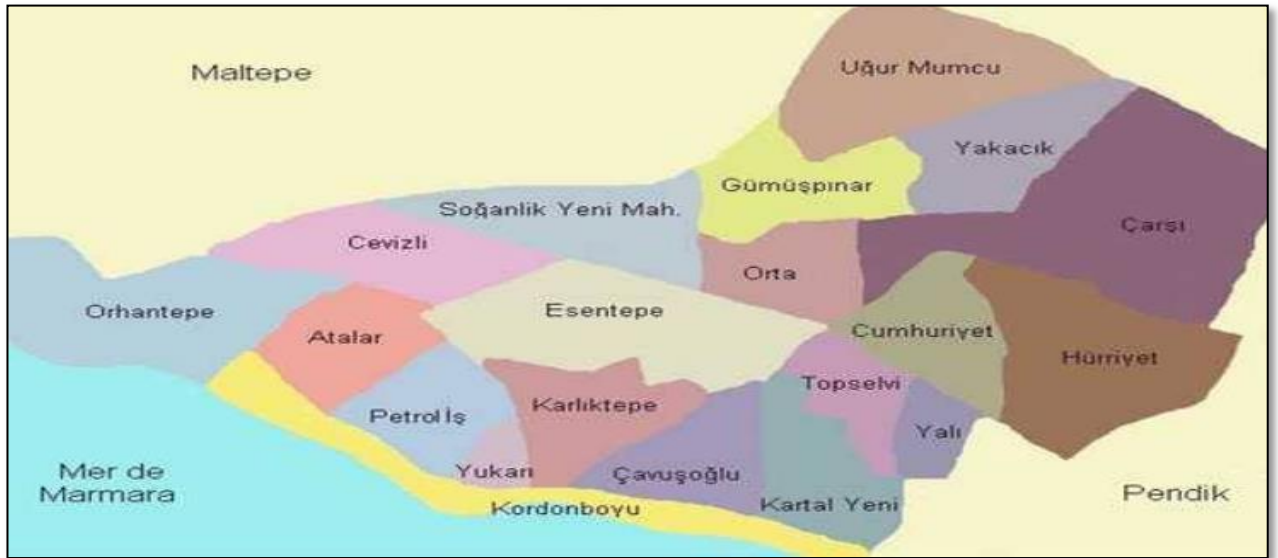 Maltepe
Uğur Mumcu
Yakacık
Gümüşpınar
Soğanlik Yeni Mah.
Çarşı
Cevizli
Orta
Orhantepe
Esentepe
Atalar
Cumhuriyet
Hürriyet
Topselvi
Karlıktepe
Petrol İş
Yalı
Yukarı
Çavuşoğlu
Mer de
Marmara
Kordonboyu
Kartal Yeni
Pendik